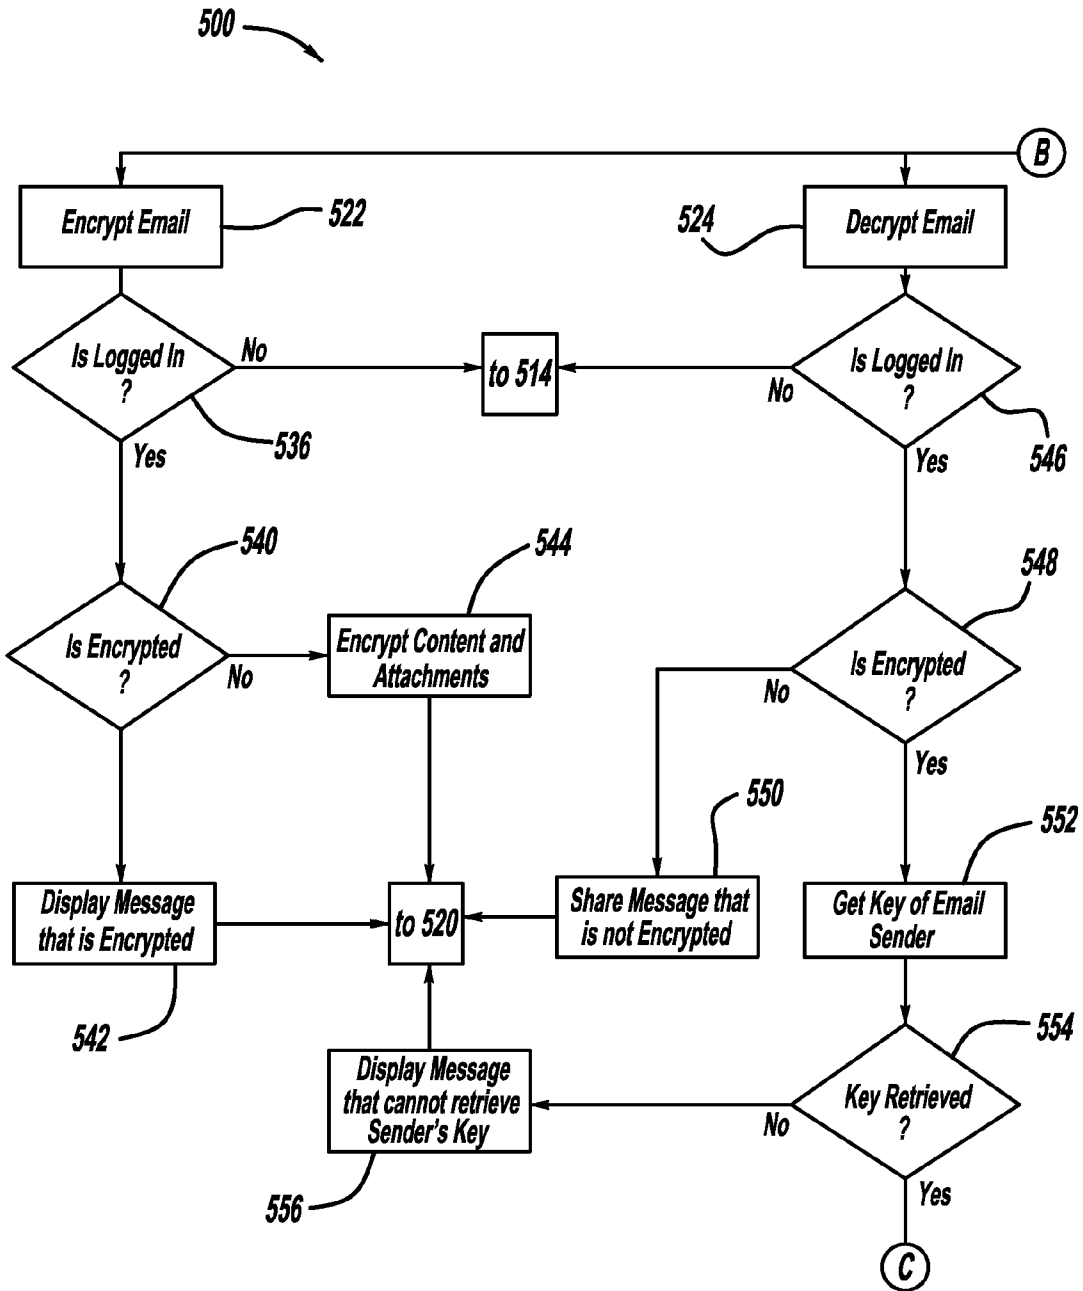 500
B
Encrypt Email
522
524
Decrypt Email
Is Logged In
?
No
to 514
No
Is Logged In
?
536
546
Yes
Yes
540
544
548
Is Encrypted
?
No
Encrypt Content and
Attachments
No
Is Encrypted
?
Yes
550
552
Display Message
that is Encrypted
to 520
Share Message that
is not Encrypted
Get Key of Email
Sender
542
554
Display Message
that cannot retrieve
Sender's Key
No
Key Retrieved
?
556
Yes
C